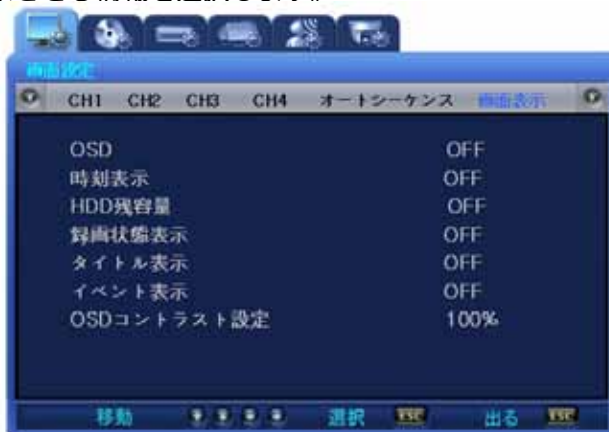 画面設定
CH1 CH2 CH3 CH4 オートシーケンス 画面表示
OSD OFF
時刻表示 OFF
HDD残容量 OFF
録画状態表示 OFF
タイトル表示 OFF
イベント表示 OFF
OSDコントラスト設定 100%
移動 選択 ESC 出る ESC